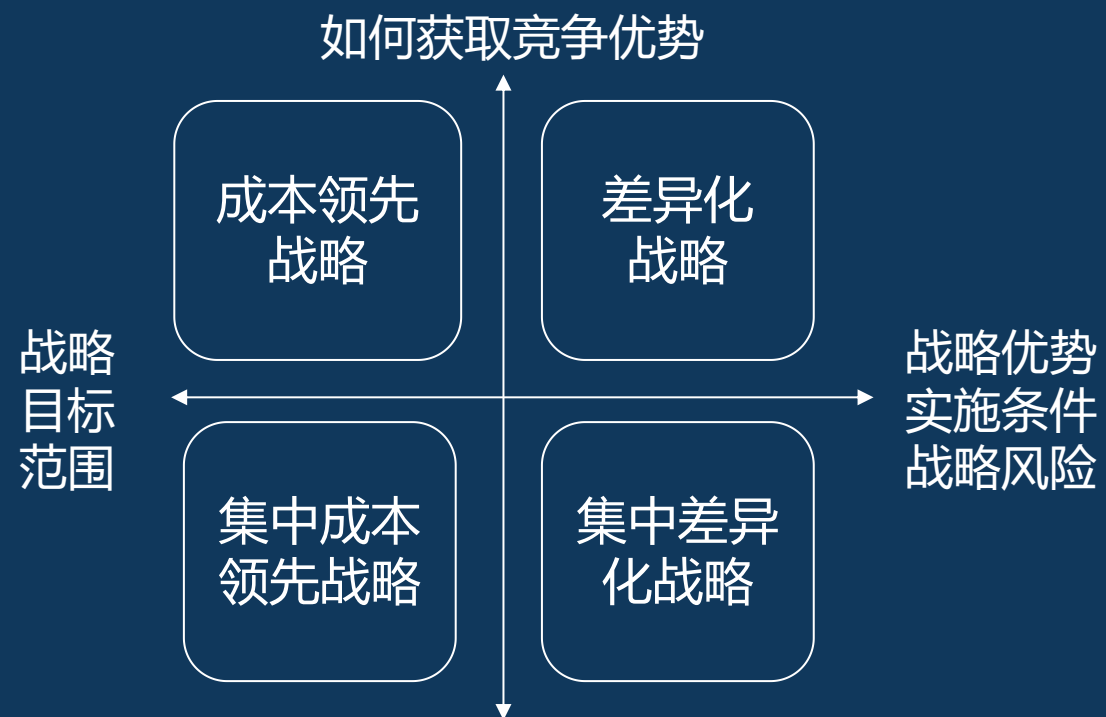 如何获取竞争优势
成本领先
战略
差异化
战略
战略
目标
范围
战略优势
实施条件
战略风险
集中成本
领先战略
集中差异
化战略